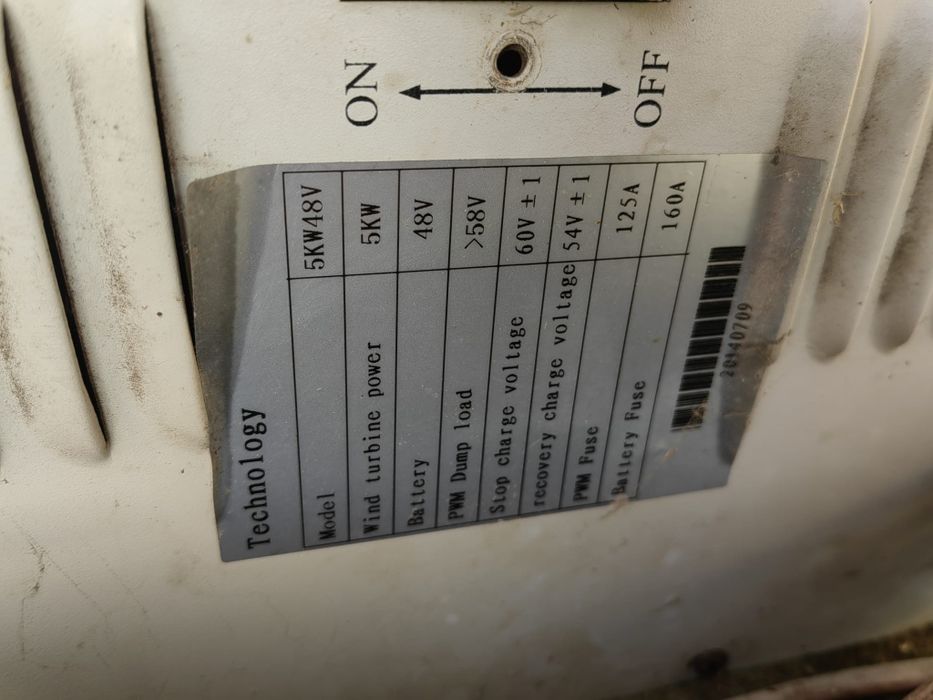 ON OFF
Technology
Model 5KW48V
Wind turbine power 5KW
Battery 48V
PWM Dump load >58V
Stop charge voltage 60V ± 1
recovery charge voltage 54V ± 1
PWM Fuse 125A
Battery Fuse 160A
20140709